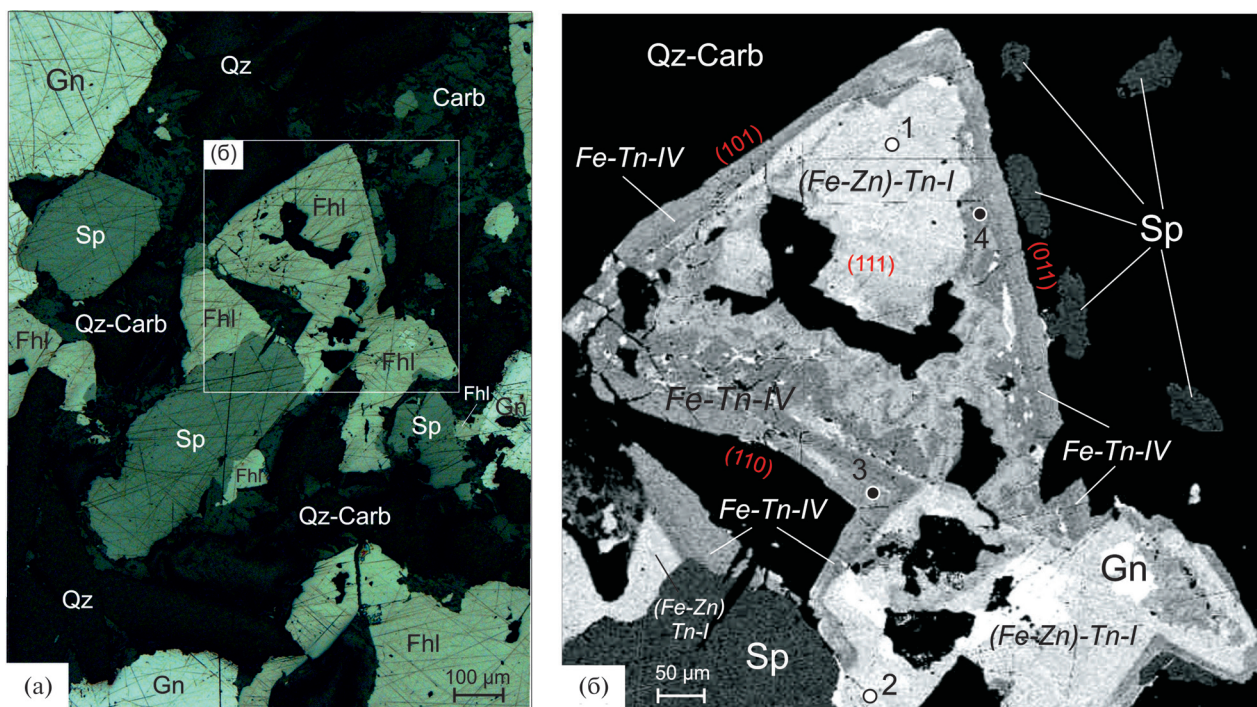 Gn
Qz
Carb
(б)
Fhl
Sp
Qz-Carb
Fhl
Fhl
Fhl
Fhl
Gn
Sp
Sp
Fhl
Qz-Carb
Qz
Fhl
Gn
100 µm
(а)
Qz-Carb
1
(101)
Fe-Tn-IV
(Fe-Zn)-Tn-I
4
Sp
(111)
(011)
Fe-Tn-IV
(110)
3
Fe-Tn-IV
Fe-Tn-IV
Gn
(Fe-Zn)
Tn-I
(Fe-Zn)-Tn-I
Sp
50 µm
2
(б)